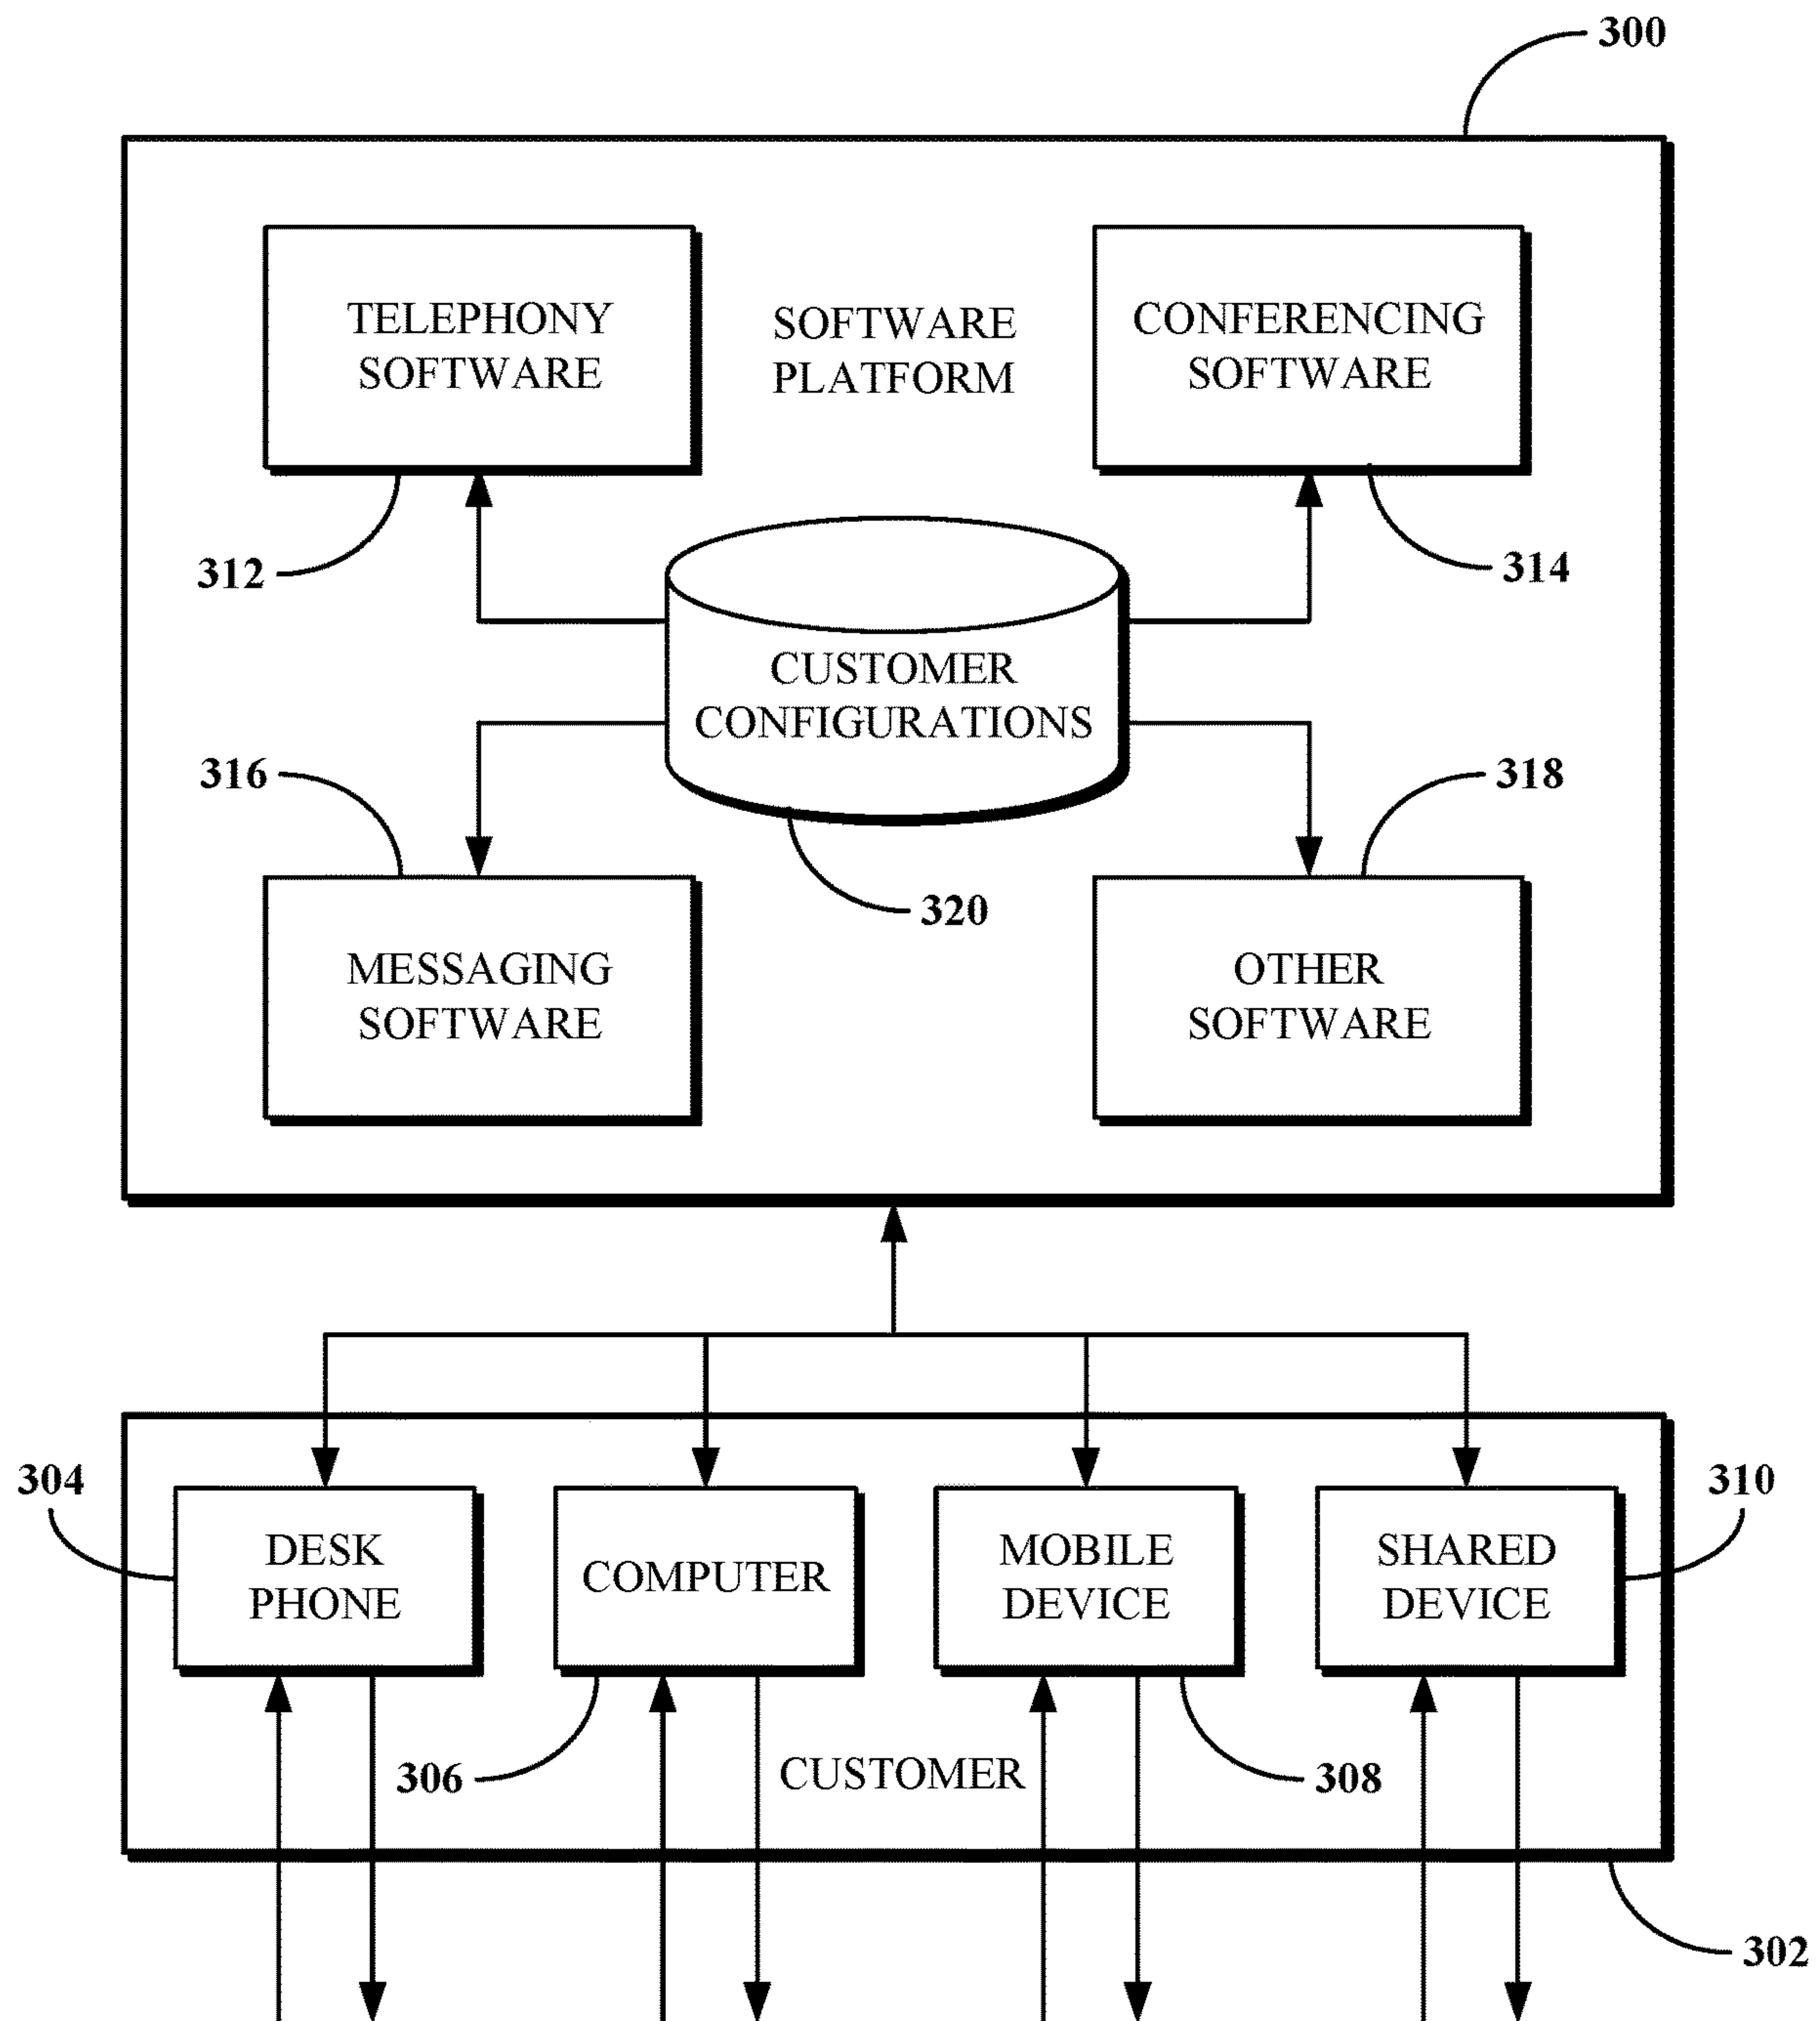 300
TELEPHONY
SOFTWARE
SOFTWARE
PLATFORM
CONFERENCING
SOFTWARE
312
314
CUSTOMER
CONFIGURATIONS
316
318
320
MESSAGING
SOFTWARE
OTHER
SOFTWARE
304
310
DESK
PHONE
COMPUTER
MOBILE
DEVICE
SHARED
DEVICE
306
CUSTOMER
308
302